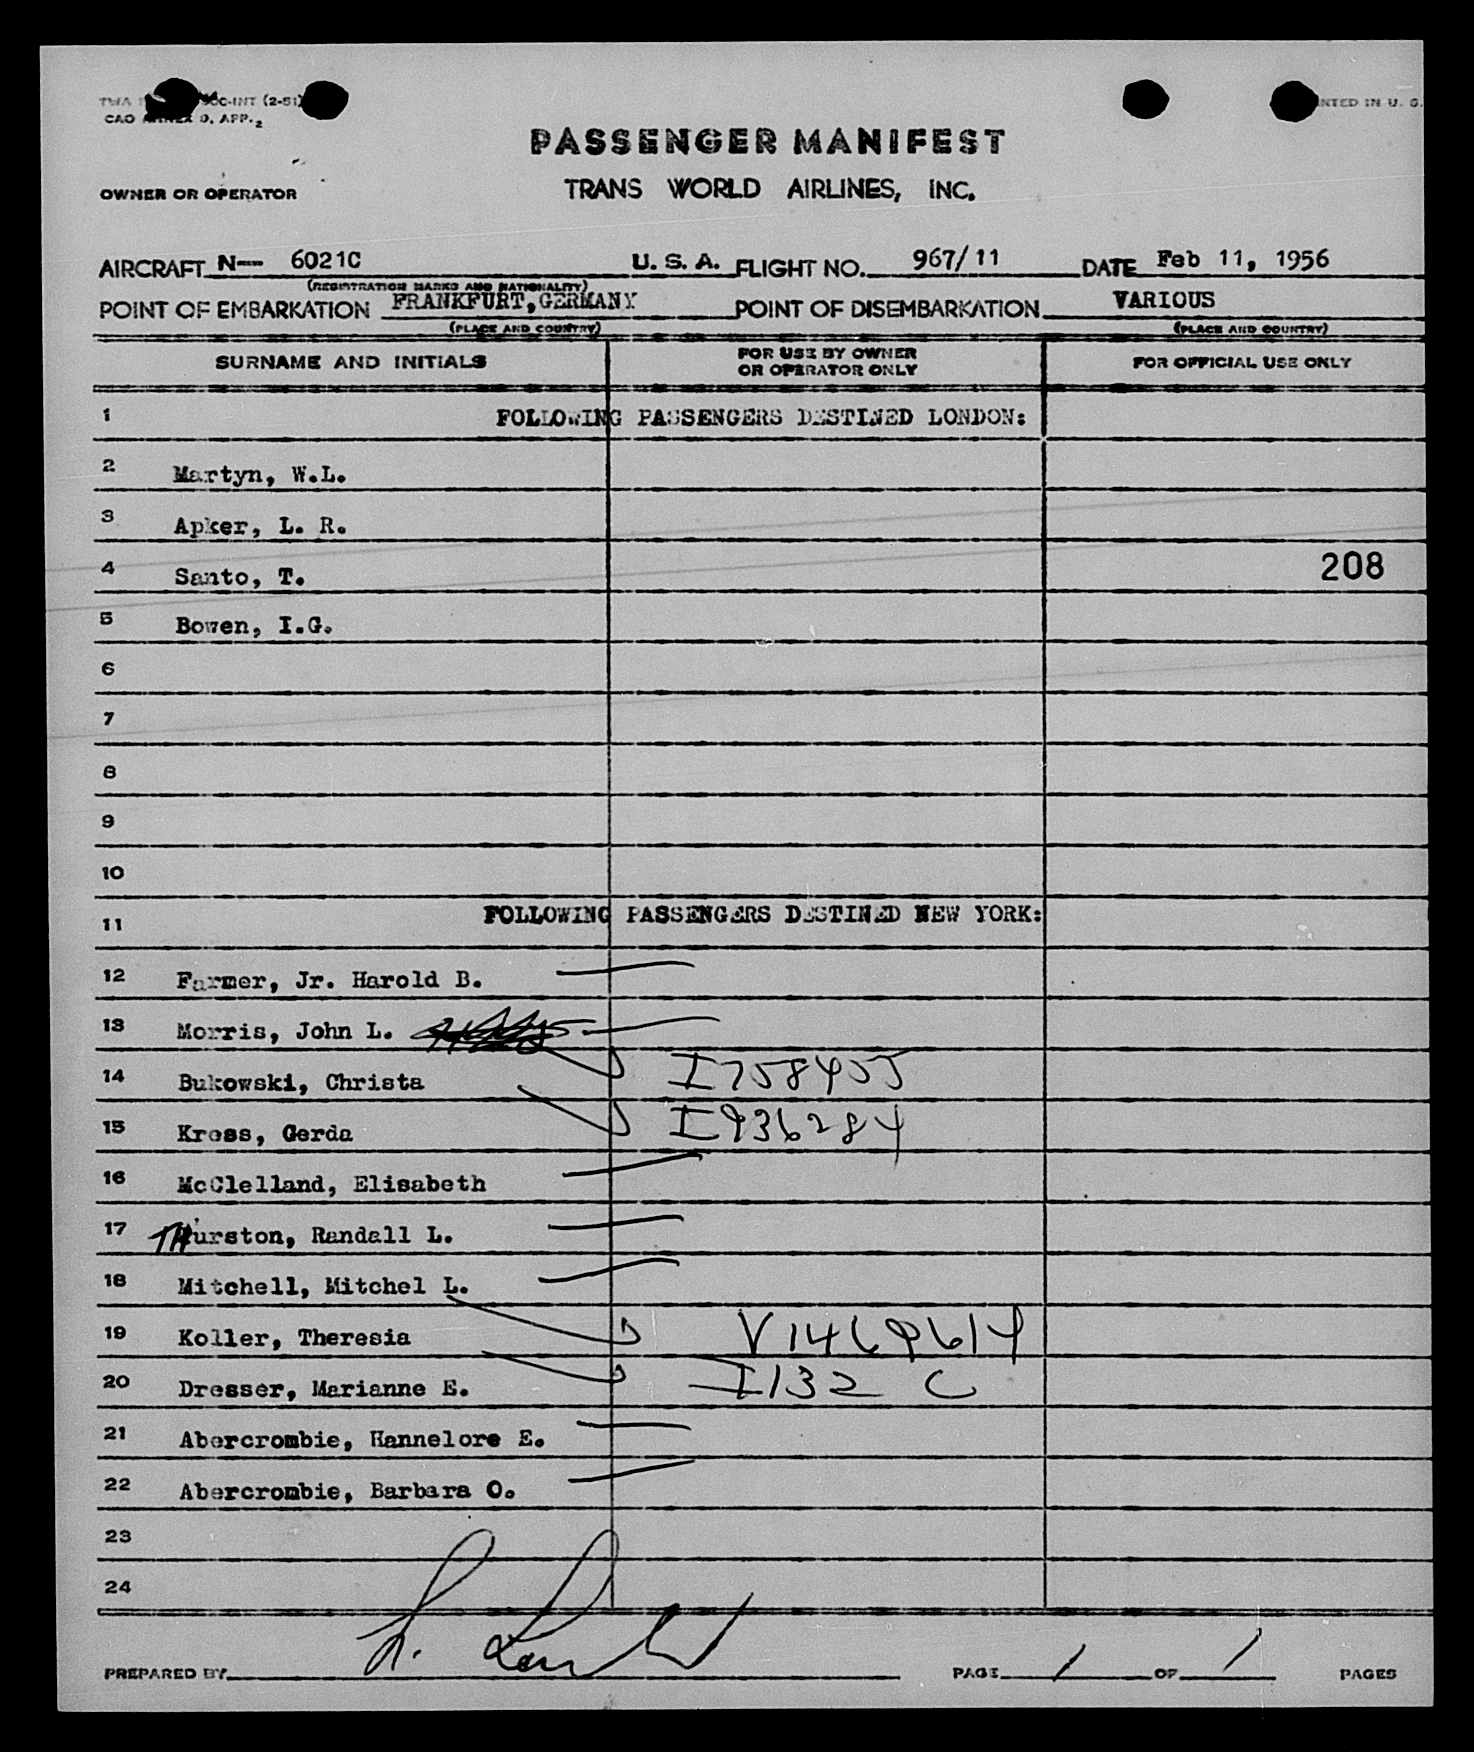 CAO ANNEX 9, APP. 2
PASSENGER MANIFEST
OWNER OR OPERATOR
TRANS WORLD AIRLINES, INC.
AIRCRAFT N-- 6021C U. S. A. FLIGHT NO. 967/11 DATE Feb 11, 1956
(REGISTRATION MARKS AND NATIONALITY)
POINT OF EMBARKATION FRANKFURT, GERMANY POINT OF DISEMBARKATION VARIOUS
(PLACE AND COUNTRY) (PLACE AND COUNTRY)
SURNAME AND INITIALS FOR USE BY OWNER OR OPERATOR ONLY FOR OFFICIAL USE ONLY
1 FOLLOWING PASSENGERS DESTINED LONDON:
2 Martyn, W.L.
3 Apker, L. R.
4 Santo, T. 208
5 Bowen, I.G.
6
7
8
9
10
11 FOLLOWING PASSENGERS DESTINED NEW YORK:
12 Farmer, Jr. Harold B.
13 Morris, John L.
14 Bukowski, Christa I758455
15 Kress, Gerda I936284
16 McClelland, Elisabeth
17 Thurston, Randall L.
18 Mitchell, Mitchel L.
19 Koller, Theresia V1469614
20 Dresser, Marianne E. I132 C
21 Abercrombie, Hannelore E.
22 Abercrombie, Barbara O.
23
24
PREPARED BY PAGE 1 OF 1 PAGES